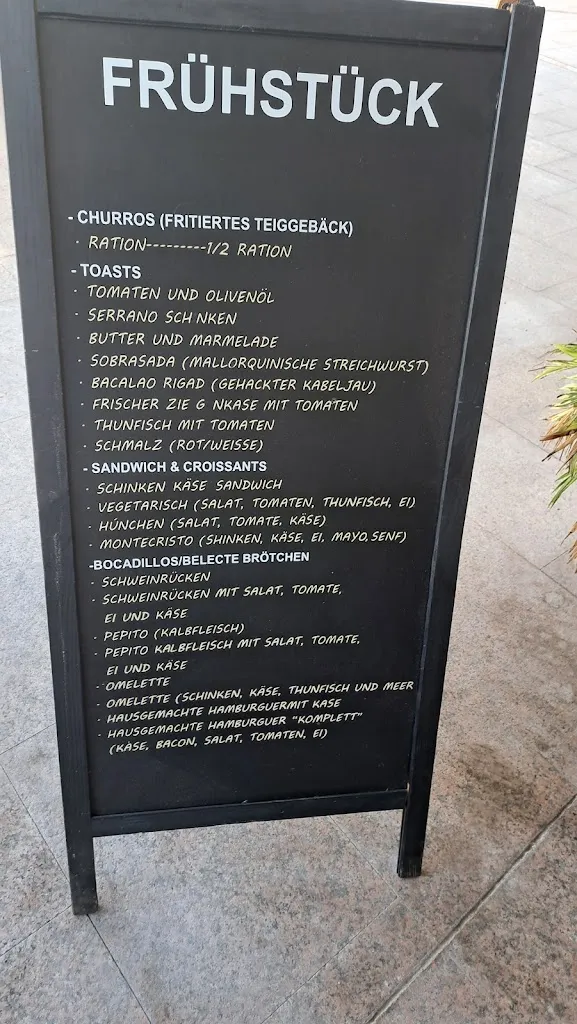 FRÜHSTÜCK
- CHURROS (FRITIERTES TEIGGEBÄCK)
· RATION---------1/2 RATION
- TOASTS
· TOMATEN UND OLIVENÖL
· SERRANO SCH NKEN
· BUTTER UND MARMELADE
· SOBRASADA (MALLORQUINISCHE STREICHWURST)
· BACALAO RIGAD (GEHACKTER KABELJAU)
· FRISCHER ZIE G NKASE MIT TOMATEN
· THUNFISCH MIT TOMATEN
· SCHMALZ (ROT/WEISSE)
- SANDWICH & CROISSANTS
· SCHINKEN KÄSE SANDWICH
· VEGETARISCH (SALAT, TOMATEN, THUNFISCH, EI)
· HÚNCHEN (SALAT, TOMATE, KÄSE)
· MONTECRISTO (SHINKEN, KÄSE, EI, MAYO,SENF)
-BOCADILLOS/BELECTE BRÖTCHEN
· SCHWEINRÜCKEN
· SCHWEINRÜCKEN MIT SALAT, TOMATE,
EI UND KÄSE
· PEPITO (KALBFLEISCH)
· PEPITO KALBFLEISCH MIT SALAT, TOMATE,
EI UND KÄSE
· OMELETTE
· OMELETTE (SCHINKEN, KÄSE, THUNFISCH UND MEER
· HAUSGEMACHTE HAMBURGUERMIT KASE
· HAUSGEMACHTE HAMBURGUER "KOMPLETT"
(KÄSE, BACON, SALAT, TOMATEN, EI)